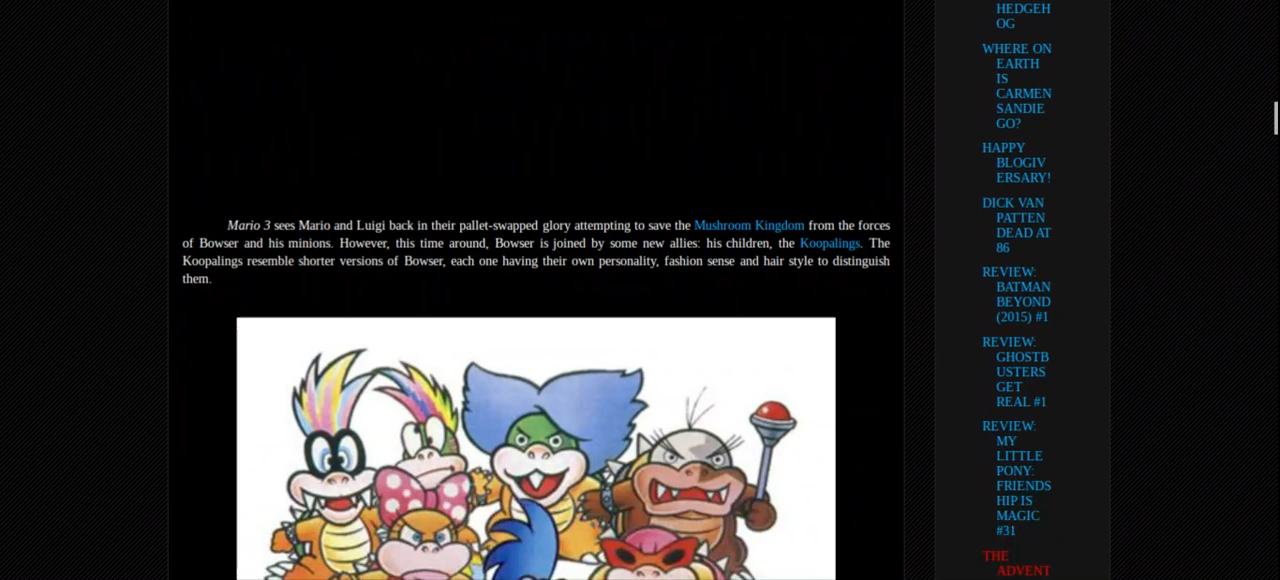 Mario 3 sees Mario and Luigi back in their pallet-swapped glory attempting to save the Mushroom Kingdom from the forces
of Bowser and his minions. However, this time around, Bowser is joined by some new allies: his children, the Koopalings. The
Koopalings resemble shorter versions of Bowser, each one having their own personality, fashion sense and hair style to distinguish
them.
HEDGEH
OG
WHERE ON
EARTH
IS
CARMEN
SANDIE
GO?
HAPPY
BLOGIV
ERSARY!
DICK VAN
PATTEN
DEAD AT
86
REVIEW:
BATMAN
BEYOND
(2015) #1
REVIEW:
GHOSTB
USTERS
GET
REAL #1
REVIEW:
MY
LITTLE
PONY:
FRIENDS
HIP IS
MAGIC
#31
THE
ADVENT